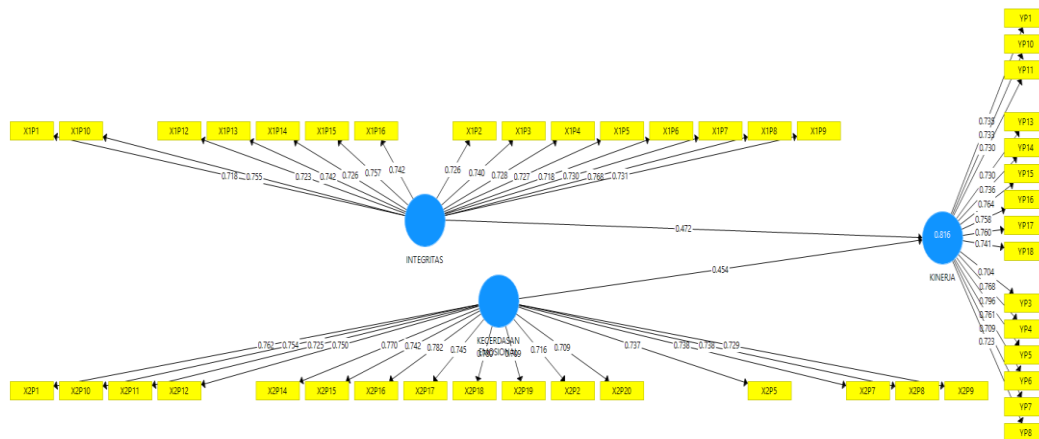 YP1
YP10
YP11
X1P1 X1P10 X1P12 X1P13 X1P14 X1P15 X1P16 X1P2 X1P3 X1P4 X1P5 X1P6 X1P7 X1P8 X1P9
0.733
0.730
YP13
YP14
YP15
YP16
YP17
YP18
0.718 0.755 0.723 0.742 0.726 0.757 0.742 0.726 0.740 0.728 0.727 0.718 0.730 0.768 0.731
0.730
0.736
0.764
0.758
0.760
0.741
0.472
0.816
INTEGRITAS
KINERJA
0.454
0.704
0.768
0.796
0.761
0.709
0.723
YP3
YP4
YP5
YP6
YP7
YP8
KECERDASAN
EMOSIONAL
0.762 0.754 0.725 0.750 0.770 0.742 0.782 0.745 0.716 0.709 0.737 0.738 0.738 0.729
X2P1 X2P10 X2P11 X2P12 X2P14 X2P15 X2P16 X2P17 X2P18 X2P19 X2P2 X2P20 X2P5 X2P7 X2P8 X2P9